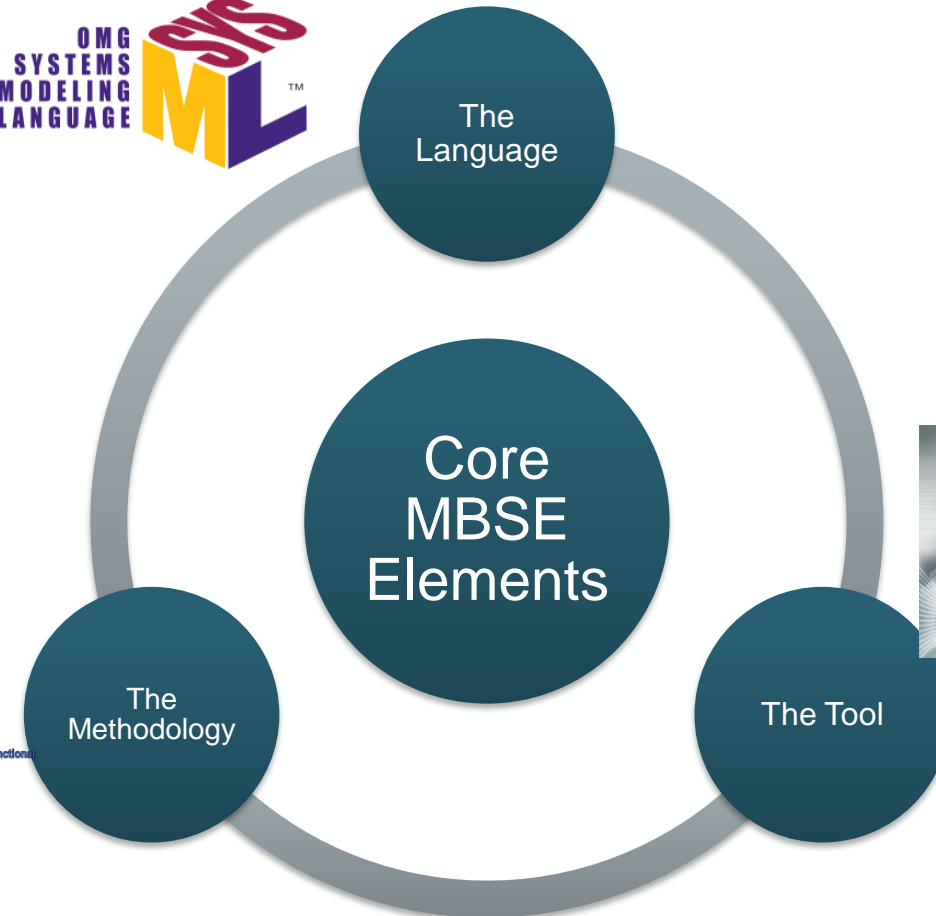 OMG
SYSTEMS
MODELING
LANGUAGE
SYS
ML
TM
The
Language
Core
MBSE
Elements
The
Methodology
The Tool